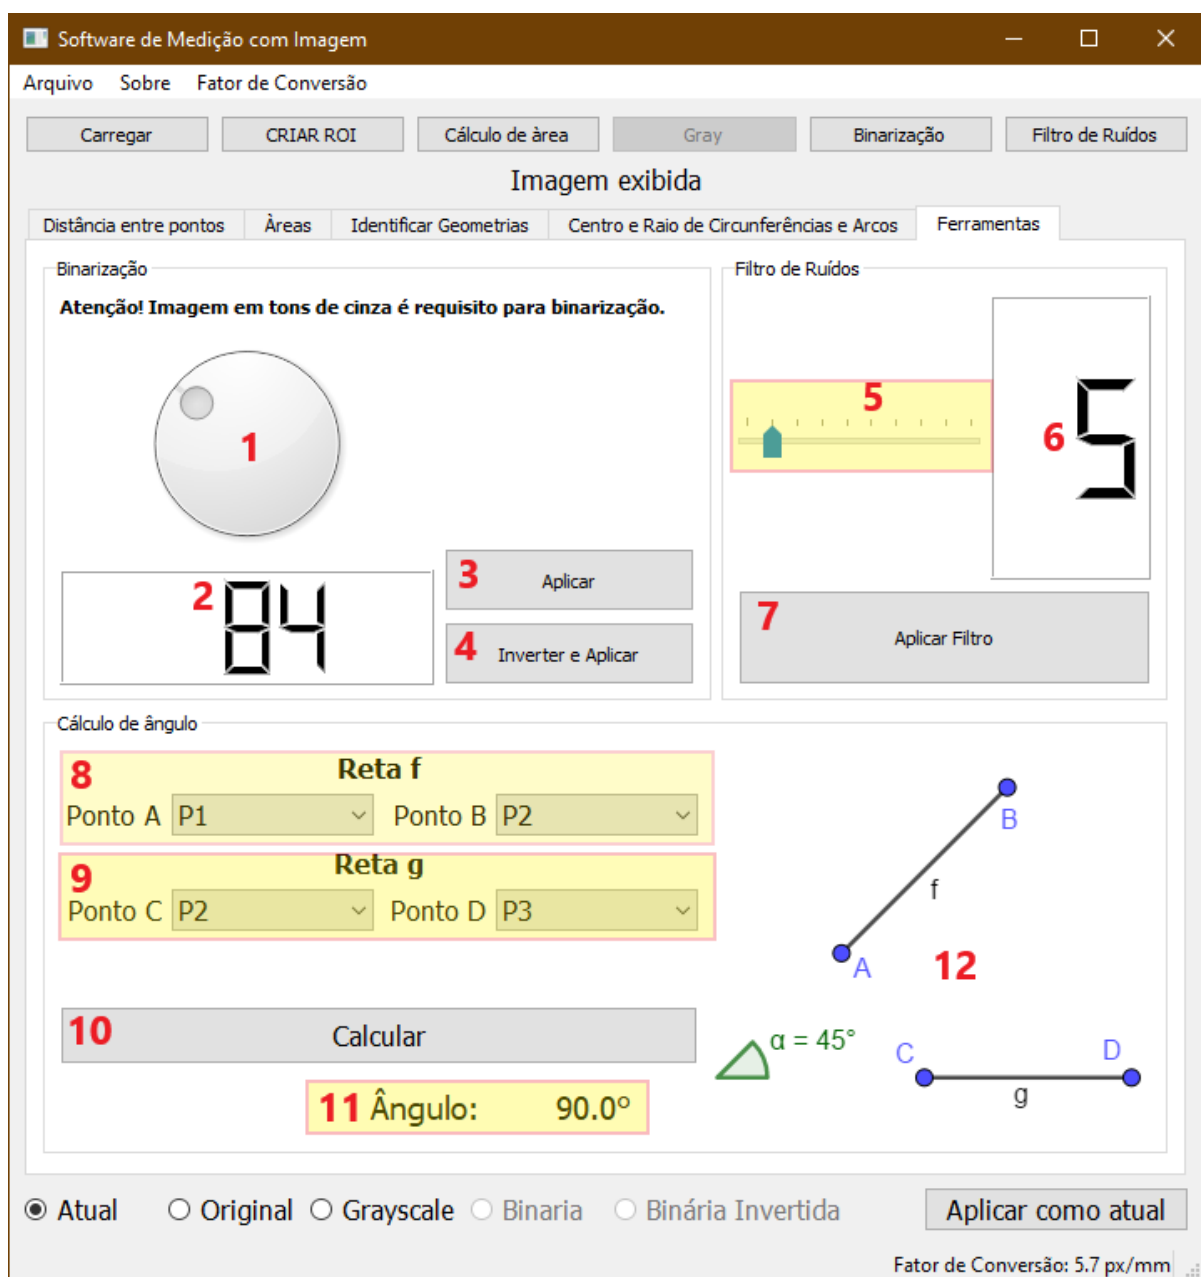 Software de Medição com Imagem
Arquivo Sobre Fator de Conversão
Carregar CRIAR ROI Cálculo de àrea Gray Binarização Filtro de Ruídos
Imagem exibida
Distância entre pontos Àreas Identificar Geometrias Centro e Raio de Circunferências e Arcos Ferramentas
Binarização Filtro de Ruídos
Atenção! Imagem em tons de cinza é requisito para binarização.
1
5
6 5
2 84
3 Aplicar
4 Inverter e Aplicar
7 Aplicar Filtro
Cálculo de ângulo
8 Reta f
Ponto A P1 Ponto B P2
9 Reta g
Ponto C P2 Ponto D P3
B
f
A
12
10 Calcular
α = 45°
C D
g
11 Ângulo: 90.0º
Atual Original Grayscale Binaria Binária Invertida Aplicar como atual
Fator de Conversão: 5.7 px/mm